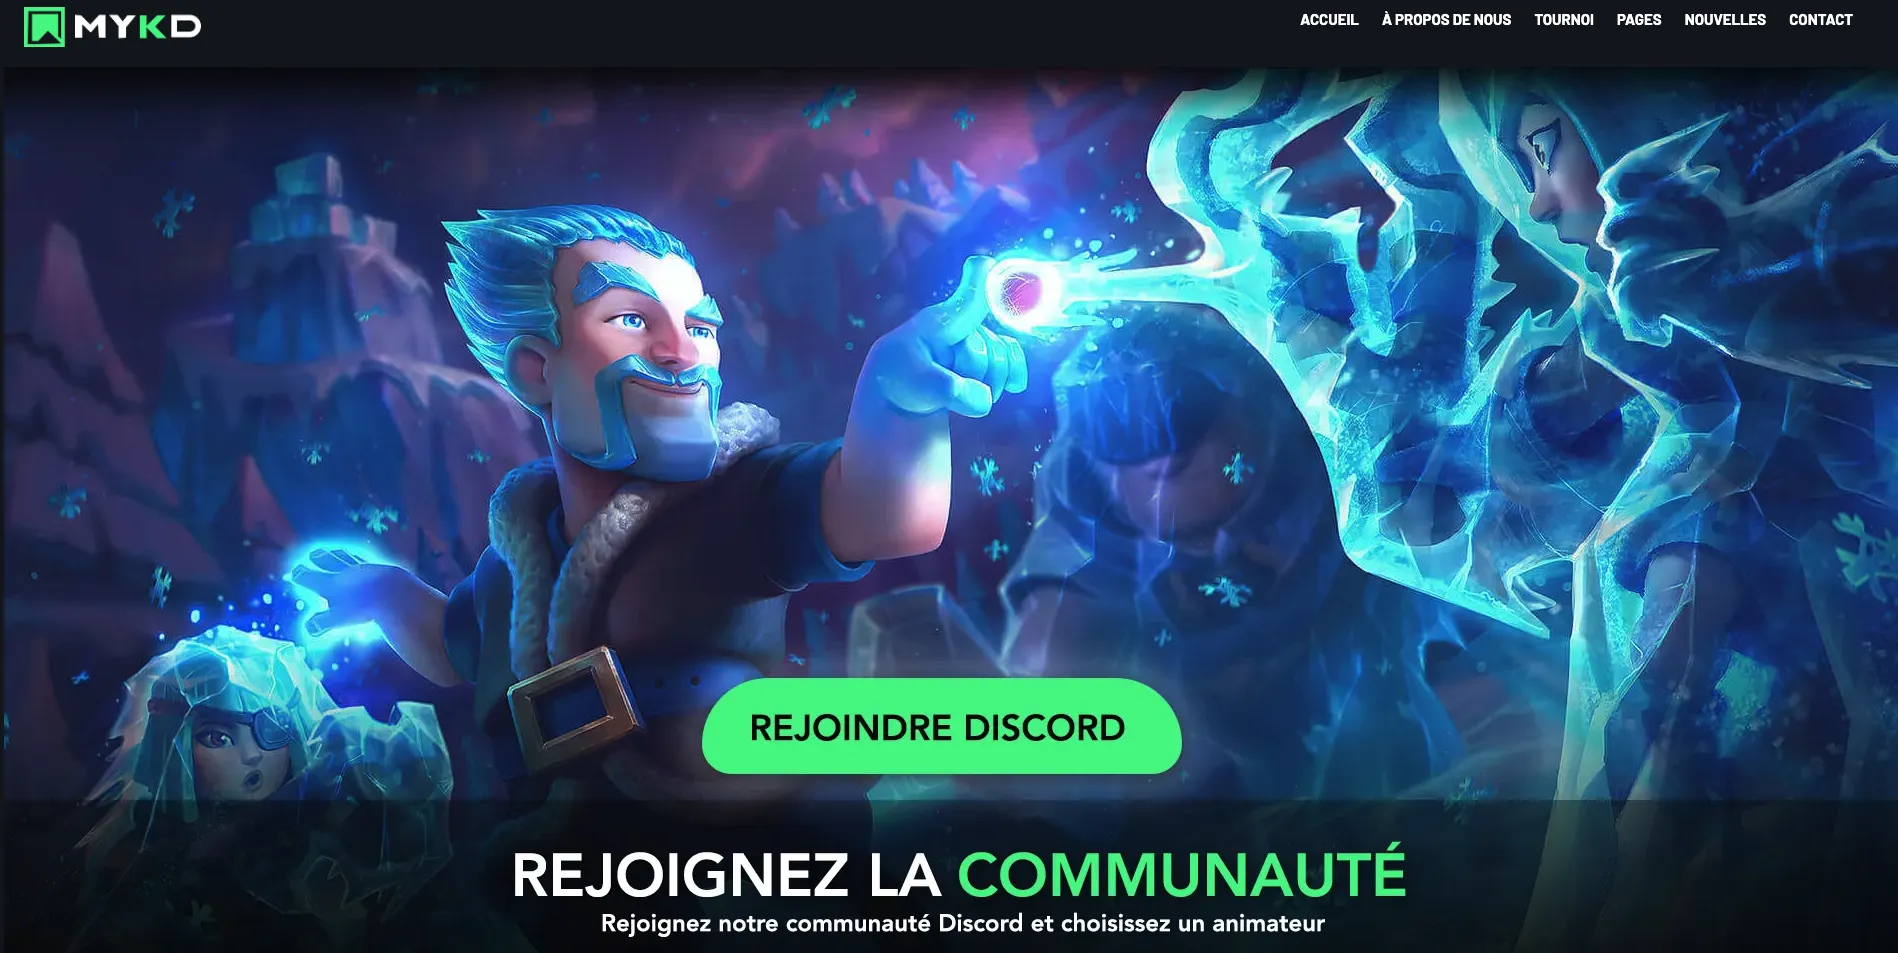 MYKD
ACCUEIL À PROPOS DE NOUS TOURNOI PAGES NOUVELLES CONTACT
REJOINDRE DISCORD
REJOIGNEZ LA COMMUNAUTÉ
Rejoignez notre communauté Discord et choisissez un animateur